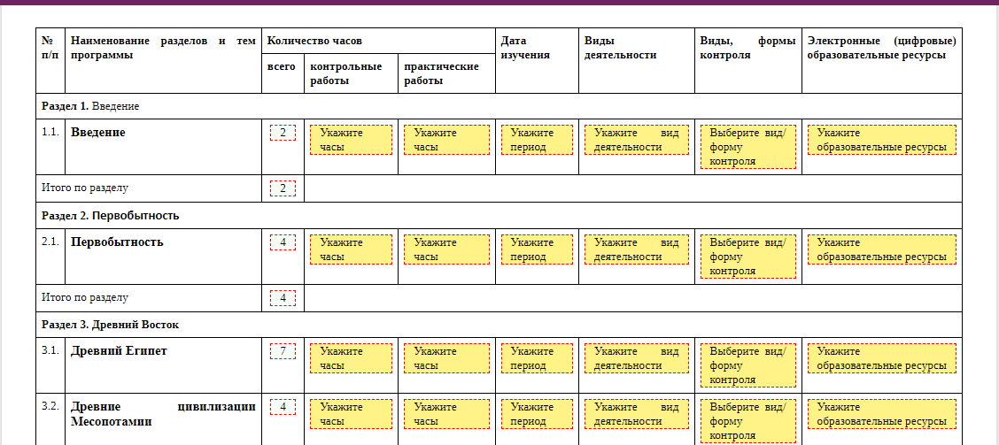 № п/п
Наименование разделов и тем программы
Количество часов
всего
контрольные работы
практические работы
Дата изучения
Виды деятельности
Виды, формы контроля
Электронные (цифровые) образовательные ресурсы
Раздел 1. Введение
1.1.
Введение
2
Укажите часы
Укажите часы
Укажите период
Укажите вид деятельности
Выберите вид/форму контроля
Укажите образовательные ресурсы
Итого по разделу
2
Раздел 2. Первобытность
2.1.
Первобытность
4
Укажите часы
Укажите часы
Укажите период
Укажите вид деятельности
Выберите вид/форму контроля
Укажите образовательные ресурсы
Итого по разделу
4
Раздел 3. Древний Восток
3.1.
Древний Египет
7
Укажите часы
Укажите часы
Укажите период
Укажите вид деятельности
Выберите вид/форму контроля
Укажите образовательные ресурсы
3.2.
Древние цивилизации Месопотамии
4
Укажите часы
Укажите часы
Укажите период
Укажите вид деятельности
Выберите вид/форму контроля
Укажите образовательные ресурсы